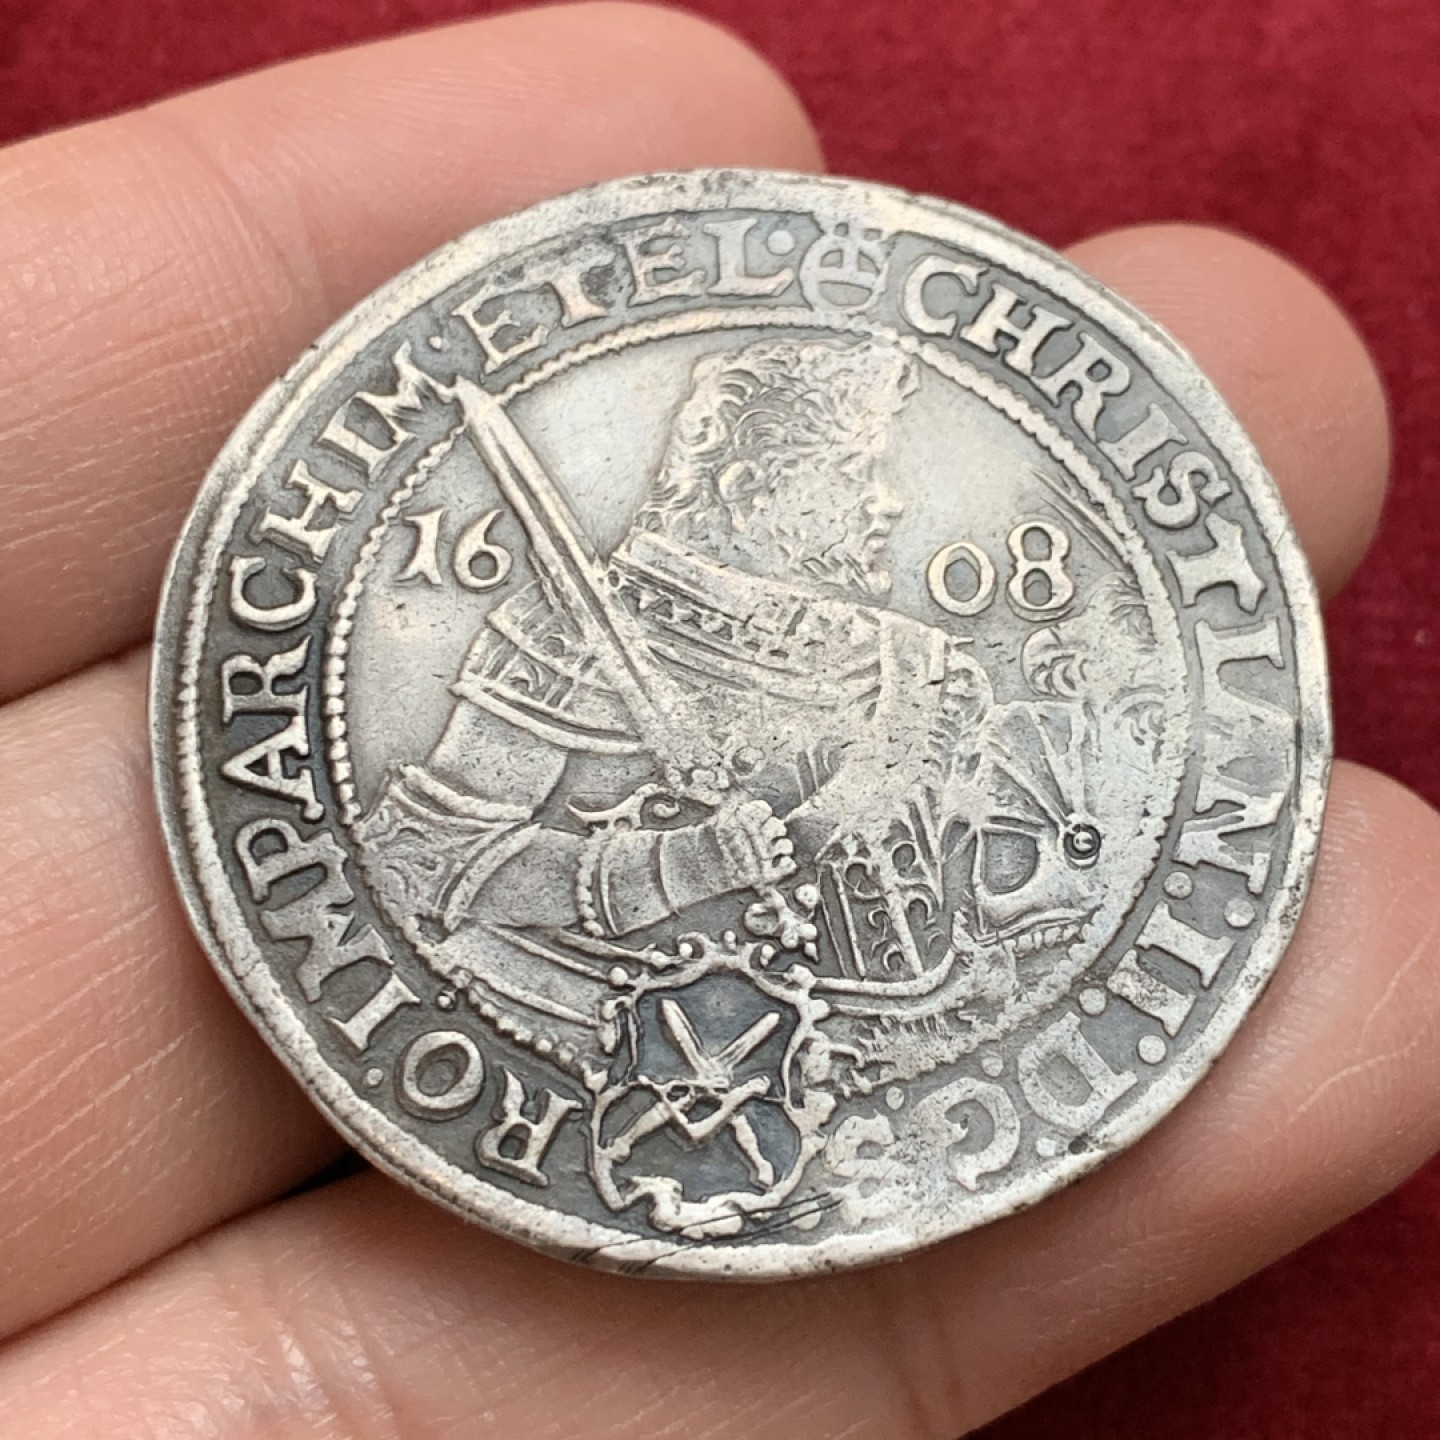 CHRISTIAN·II·D·G·S·
RO·IMP ARCHIM·ET EL·
16 08